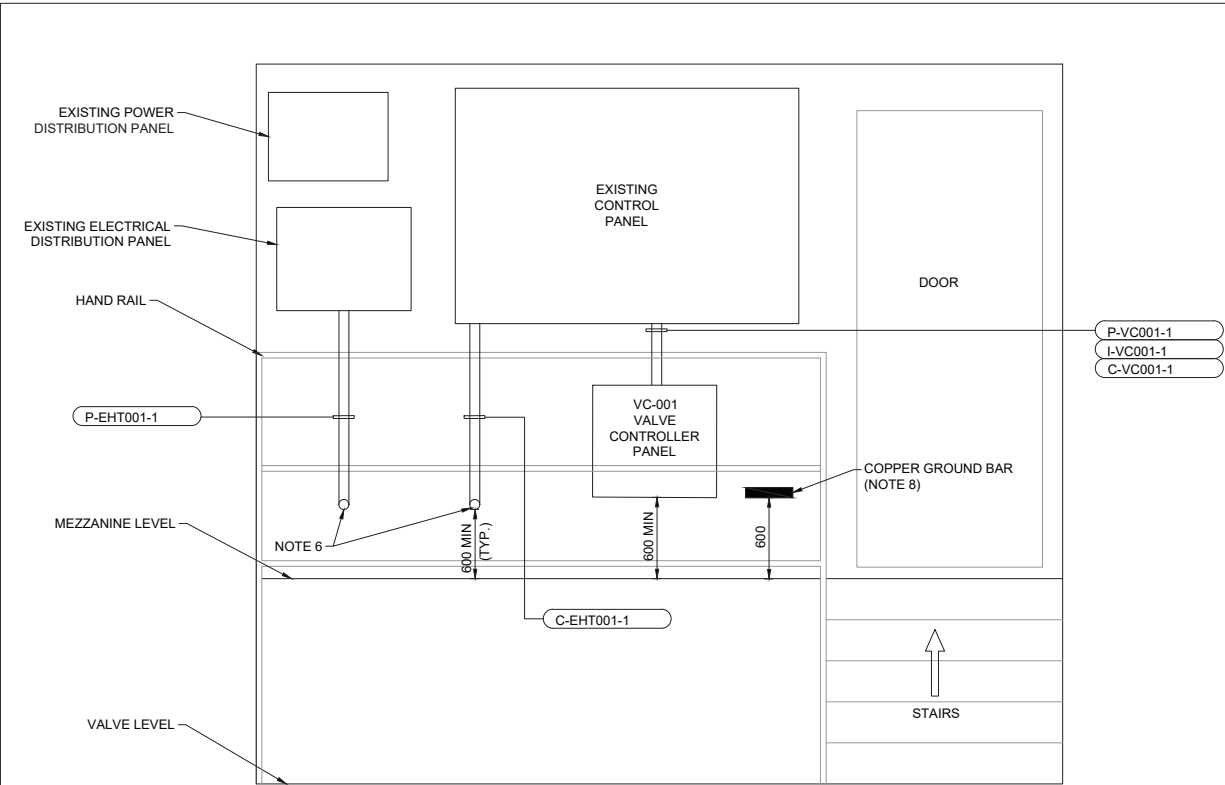 EXISTING POWER
DISTRIBUTION PANEL
EXISTING
CONTROL
PANEL
EXISTING ELECTRICAL
DISTRIBUTION PANEL
DOOR
HAND RAIL
P-VC001-1
I-VC001-1
C-VC001-1
P-EHT001-1
VC-001
VALVE
CONTROLLER
PANEL
COPPER GROUND BAR
(NOTE 8)
MEZZANINE LEVEL
NOTE 6
600 MIN
(TYP.)
600 MIN
600
C-EHT001-1
STAIRS
VALVE LEVEL